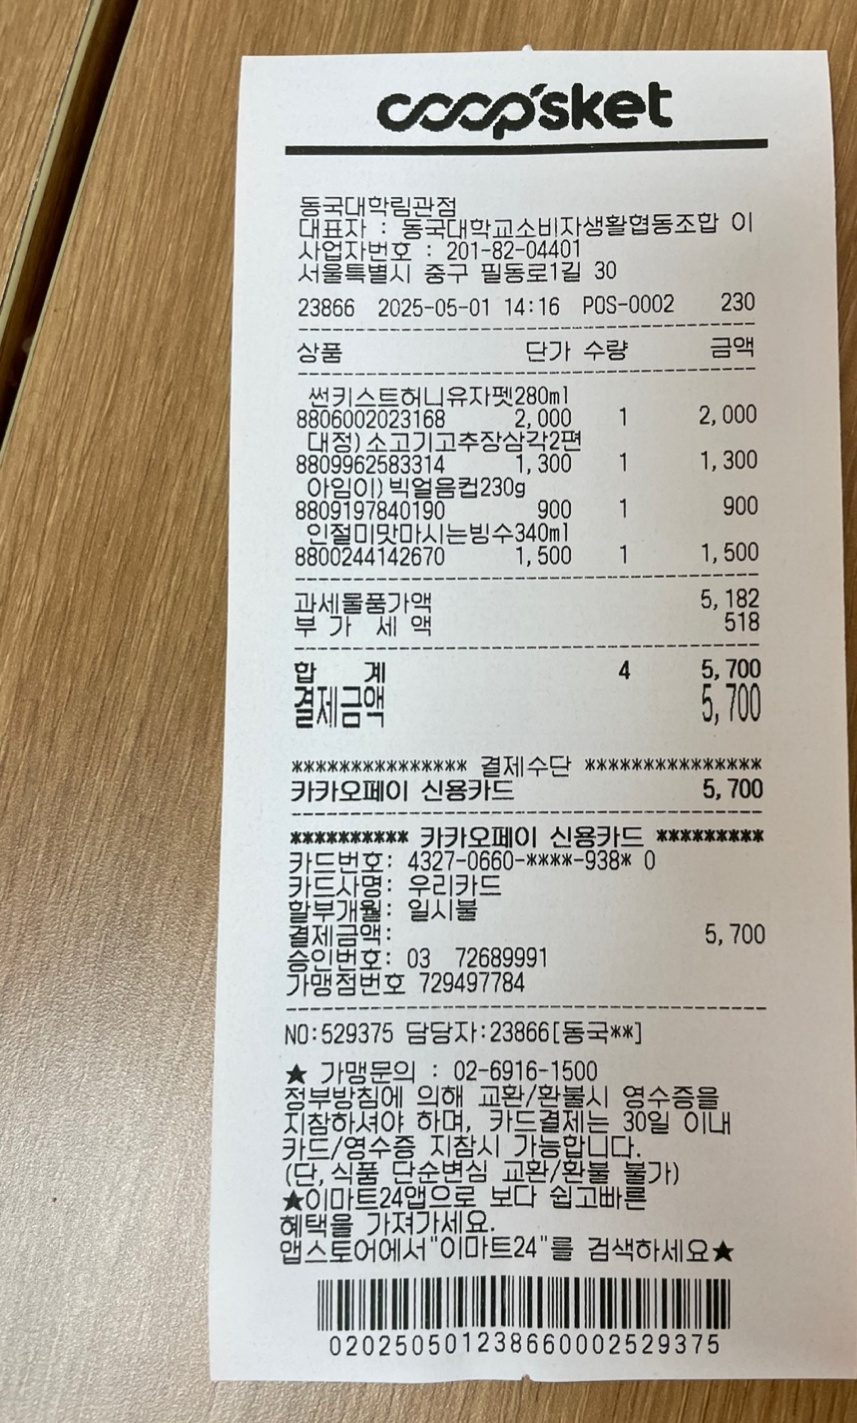 coop'sket
동국대학림관점
대표자 : 동국대학교소비자생활협동조합 이
사업자번호 : 201-82-04401
서울특별시 중구 필동로1길 30
23866 2025-05-01 14:16 POS-0002 230
상품 단가 수량 금액
썬키스트허니유자펫280ml
8806002023168 2,000 1 2,000
대정)소고기고추장삼각2편
8809962583314 1,300 1 1,300
아임이)빅얼음컵230g
8809197840190 900 1 900
인절미맛마시는빙수340ml
8800244142670 1,500 1 1,500
과세물품가액 5,182
부 가 세 액 518
합 계 4 5,700
결제금액 5,700
*************** 결제수단 ***************
카카오페이 신용카드 5,700
********** 카카오페이 신용카드 *********
카드번호: 4327-0660-****-938* 0
카드사명: 우리카드
할부개월: 일시불
결제금액: 5,700
승인번호: 03 72689991
가맹점번호 729497784
NO:529375 담당자:23866[동국**]
★ 가맹문의 : 02-6916-1500
정부방침에 의해 교환/환불시 영수증을
지참하셔야 하며, 카드결제는 30일 이내
카드/영수증 지참시 가능합니다.
(단,식품 단순변심 교환/환불 불가)
★이마트24앱으로 보다 쉽고빠른
혜택을 가져가세요.
앱스토어에서"이마트24"를 검색하세요★
0202505012386600002529375